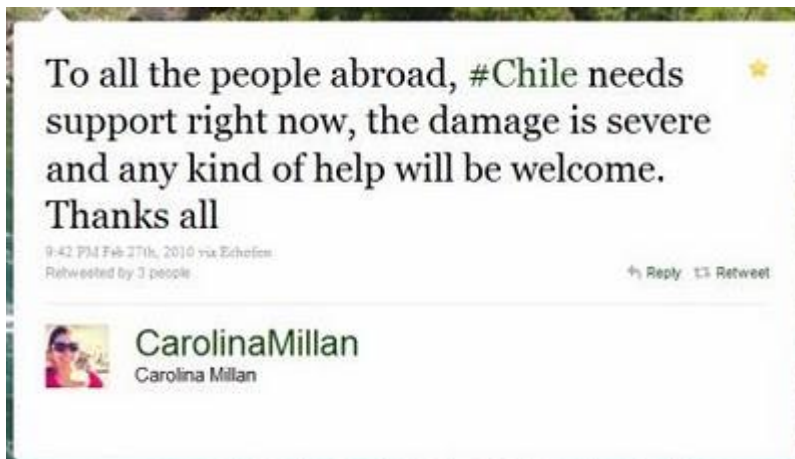 To all the people abroad, #Chile needs
support right now, the damage is severe
and any kind of help will be welcome.
Thanks all
9:42 PM Feb 27th, 2010 via Echofon
Retweeted by 3 people
Reply Retweet
CarolinaMillan
Carolina Millan